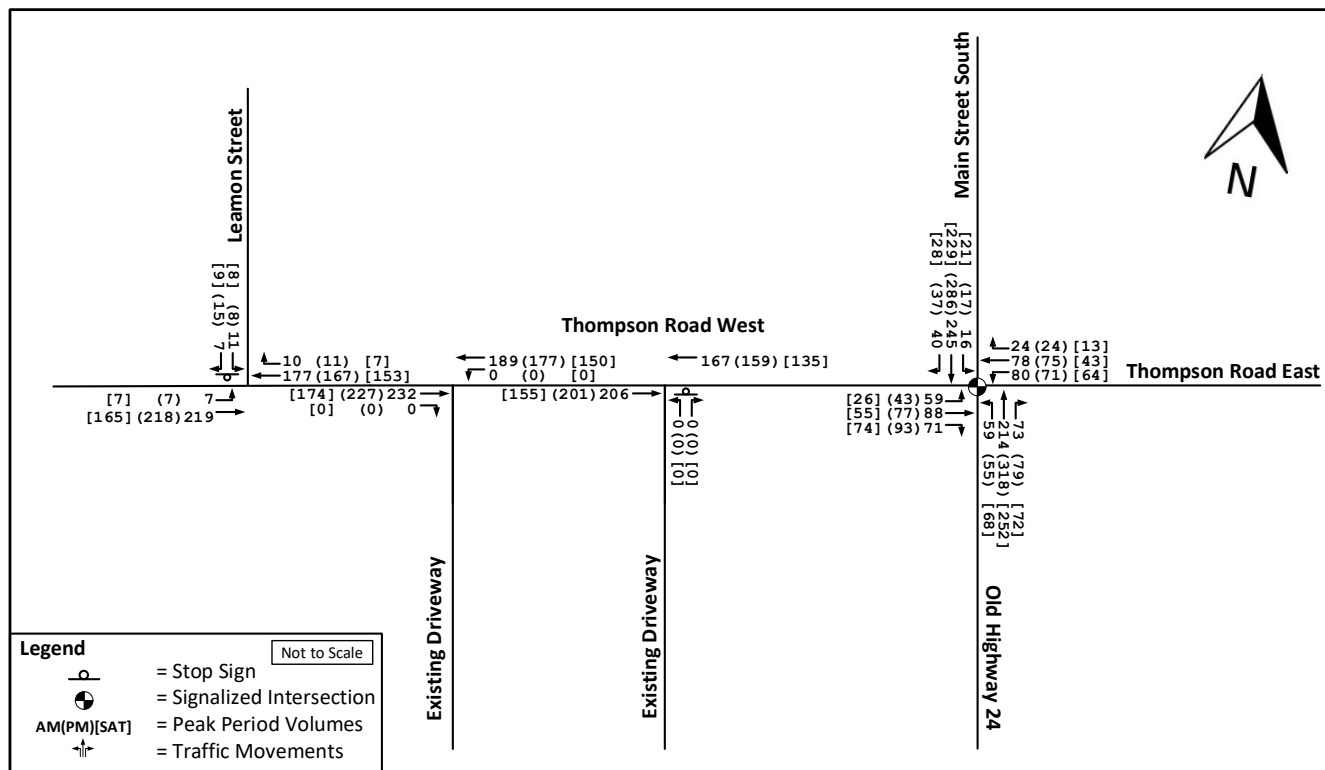 Leamon Street
[8] (8) 11
[9] (15) 7
10 (11) [7]
177 (167) [153]
[7] (7) 7
[165] (218) 219
Thompson Road West
189 (177) [150]
0 (0) [0]
[174] (227) 232
[0] (0) 0
167 (159) [135]
[155] (201) 206
0 (0) [0]
0 (0) [0]
Main Street South
[21] (17) 16
[229] (286) 245
[28] (37) 40
24 (24) [13]
78 (75) [43]
80 (71) [64]
Thompson Road East
[26] (43) 59
[55] (77) 88
[74] (93) 71
73 (79) [72]
214 (318) [252]
59 (55) [68]
N
Existing Driveway
Existing Driveway
Old Highway 24
Legend
Not to Scale
= Stop Sign
= Signalized Intersection
AM(PM)[SAT] = Peak Period Volumes
= Traffic Movements